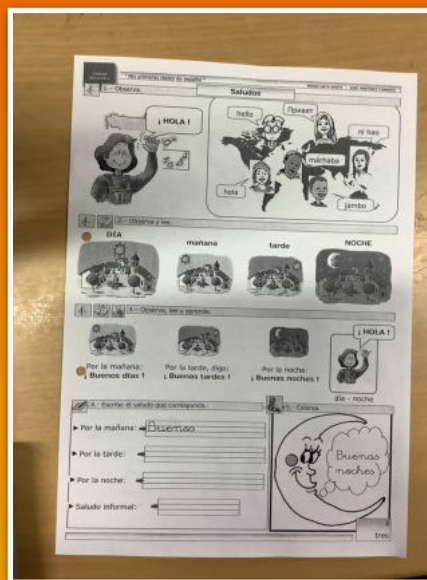 "Mis primeras clases de español"
1.- Observa.
Saludos
¡ HOLA !
hello
Привет
ni hao
márhaba
hola
jambo
2.- Observa y lee.
DÍA
mañana
tarde
NOCHE
3.- Observa, lee y aprende.
¡ HOLA !
Por la mañana:
¡ Buenos días !
Por la tarde, digo:
¡ Buenas tardes !
Por la noche:
¡ Buenas noches !
día - noche
4.- Escribe el saludo que corresponda.
Por la mañana: Buenos
Por la tarde:
Por la noche:
Saludo informal:
5.- Colorea.
Buenas
noches
tres